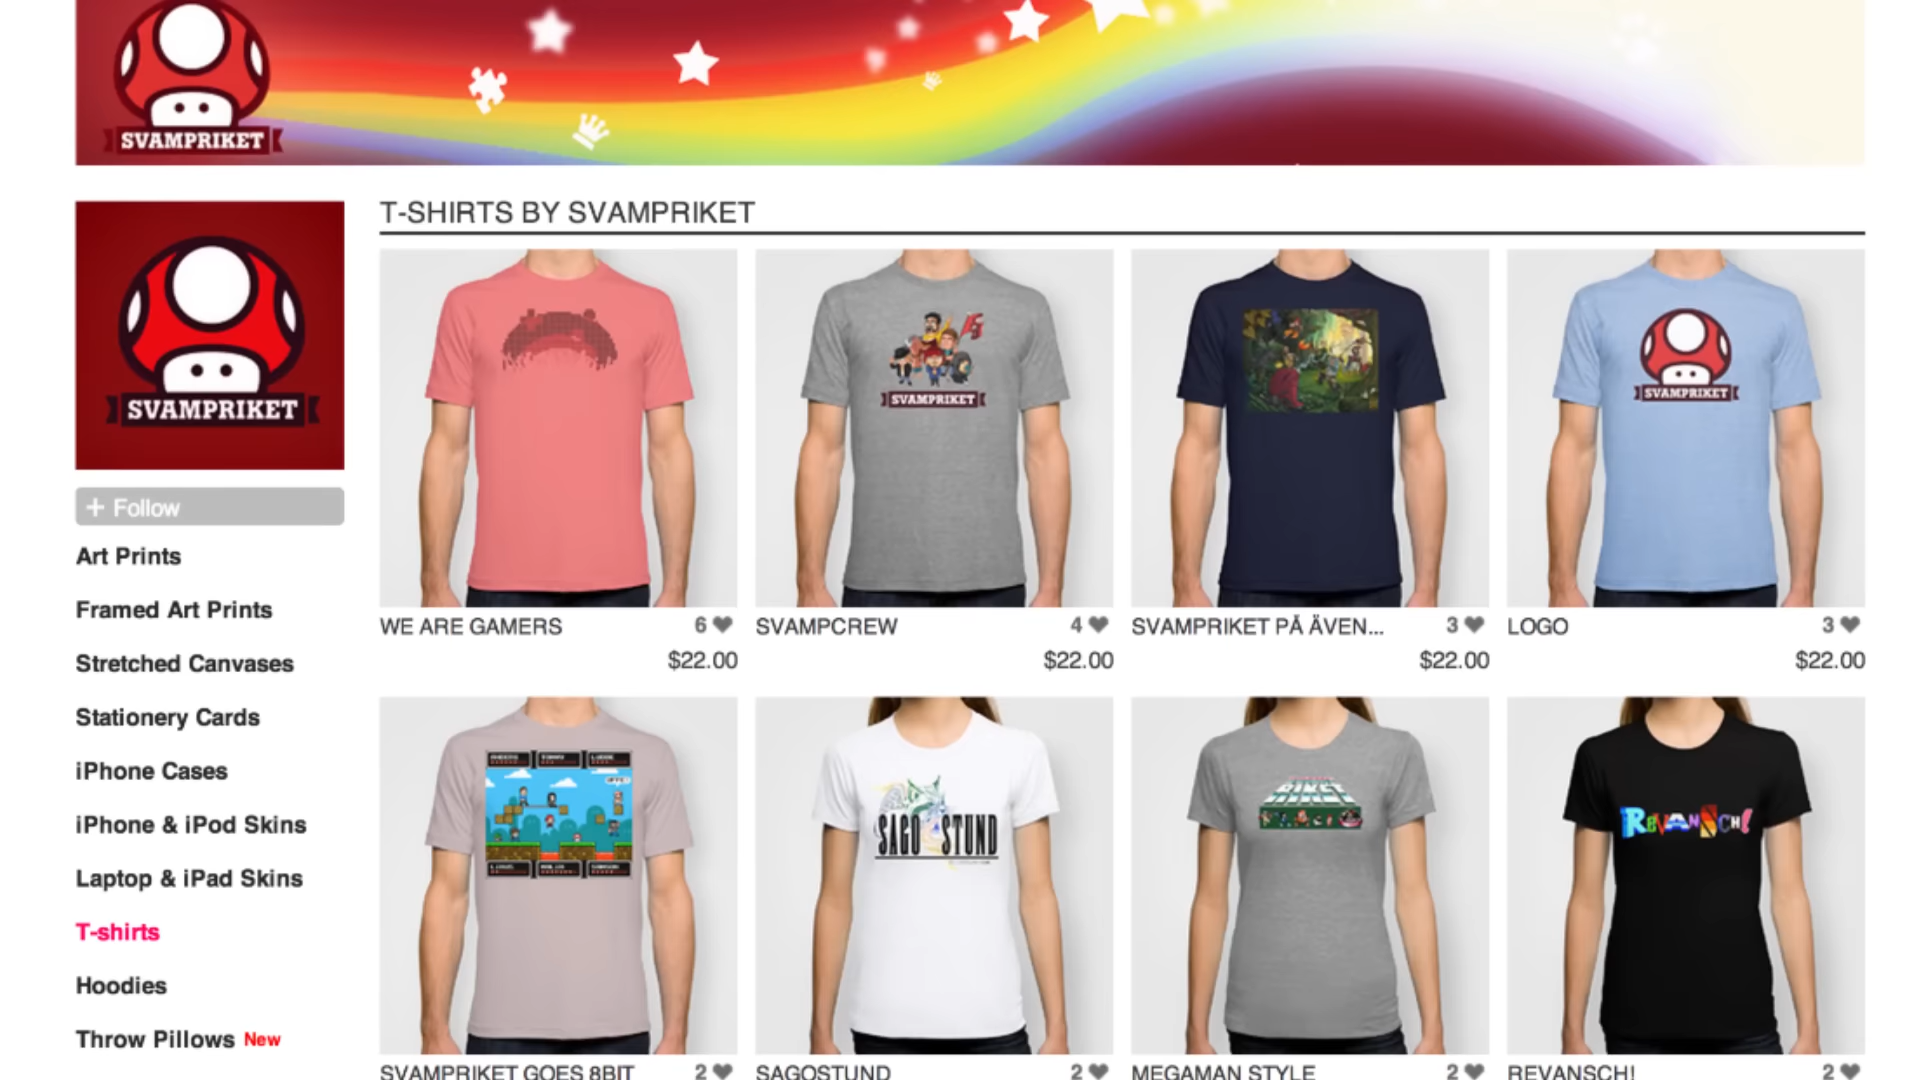 SVAMPRIKET
T-SHIRTS BY SVAMPRIKET
SVAMPRIKET
+ Follow
Art Prints
Framed Art Prints
Stretched Canvases
Stationery Cards
iPhone Cases
iPhone & iPod Skins
Laptop & iPad Skins
T-shirts
Hoodies
Throw Pillows New
SVAMPRIKET
SVAMPRIKET
WE ARE GAMERS 6
$22.00
SVAMPCREW 4
$22.00
SVAMPRIKET PÅ ÄVEN... 3
$22.00
LOGO 3
$22.00
SAGOSTUND
RIKET
REVANSCH!
SVAMPRIKET GOES 8BIT 2
SAGOSTUND 2
MEGAMAN STYLE 2
REVANSCH! 2